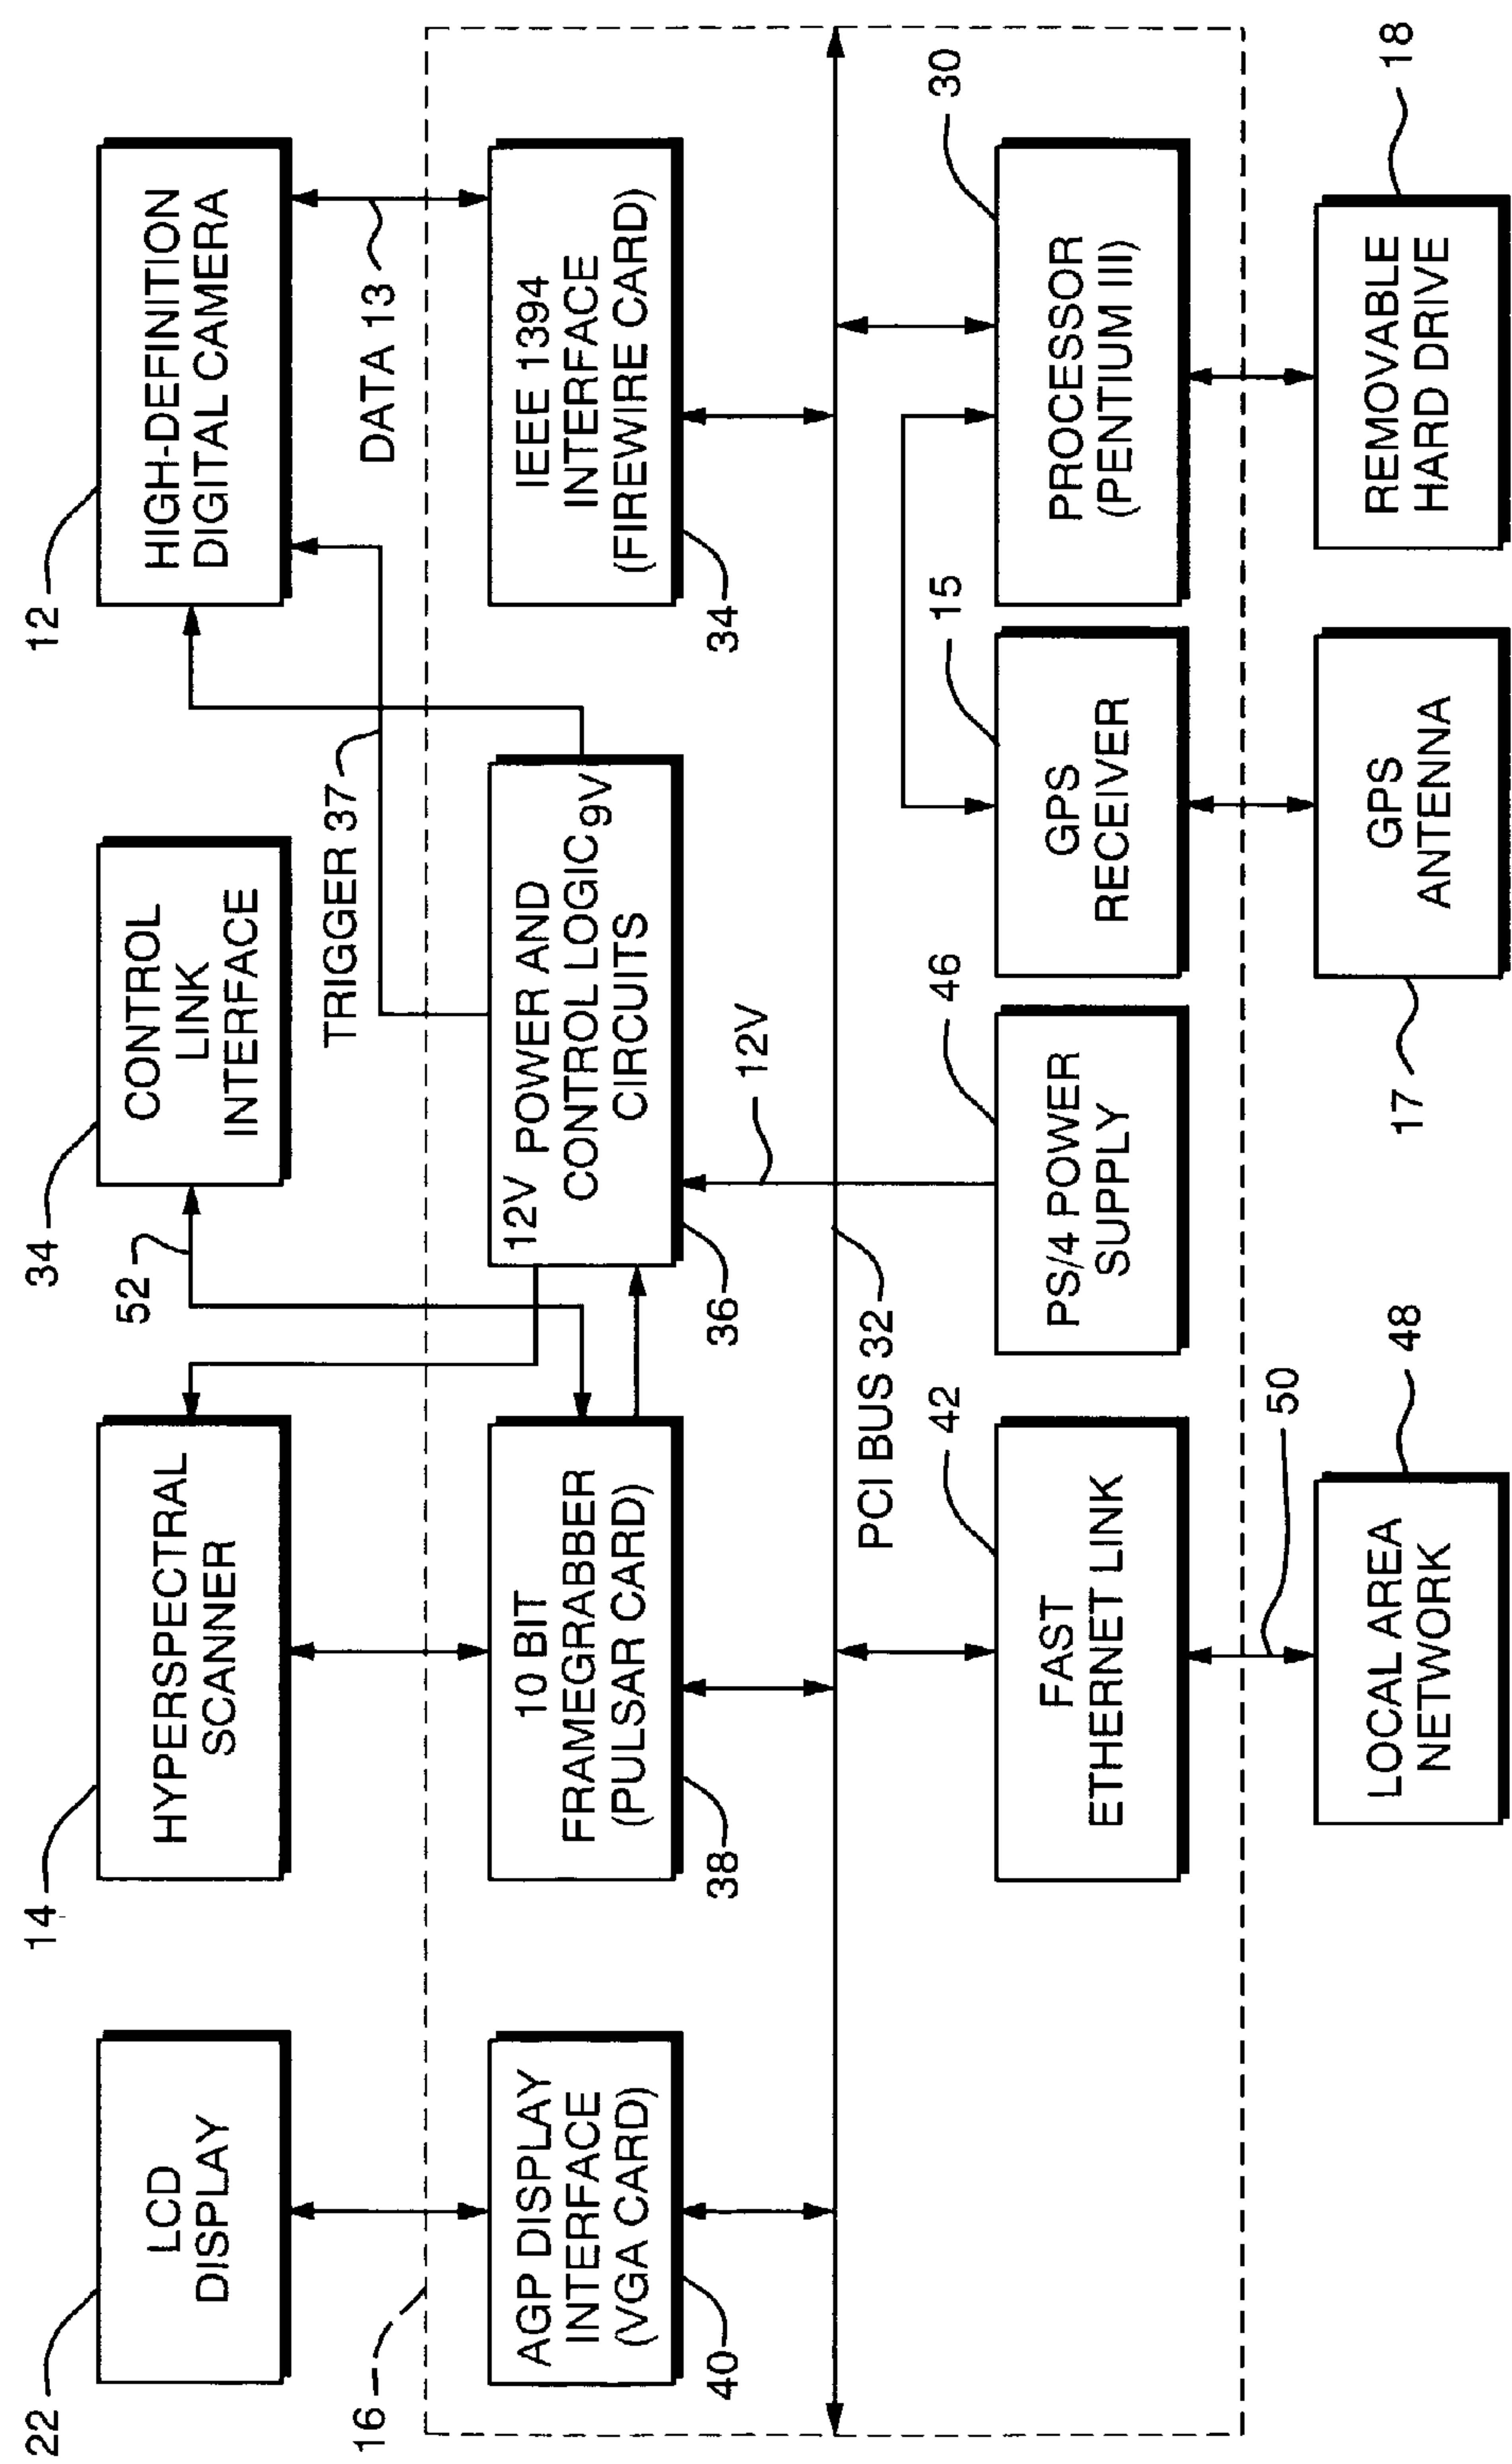 22
LCD
DISPLAY
14
HYPERSPECTRAL
SCANNER
34
CONTROL
LINK
INTERFACE
12
HIGH-DEFINITION
DIGITAL CAMERA
52
TRIGGER 37
DATA 13
16
AGP DISPLAY
INTERFACE
(VGA CARD)
40
10 BIT
FRAMEGRABBER
(PULSAR CARD)
38
12V
POWER AND
CONTROL LOGIC
CIRCUITS
9V
36
12V
IEEE 1394
INTERFACE
(FIREWIRE CARD)
34
PCI BUS 32
42
FAST
ETHERNET LINK
46
PS/4 POWER
SUPPLY
15
GPS
RECEIVER
30
PROCESSOR
(PENTIUM III)
50
48
LOCAL AREA
NETWORK
17
GPS
ANTENNA
18
REMOVABLE
HARD DRIVE